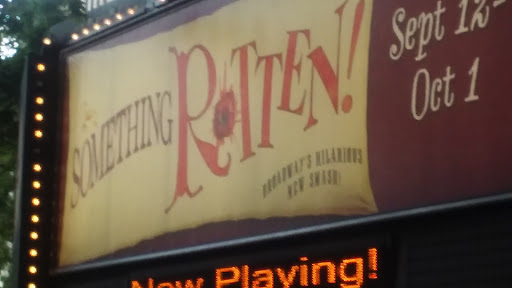 SOMETHING ROTTEN!
BROADWAY'S HILARIOUS
NEW SMASH!
Sept 12-
Oct 1
Now Playing!